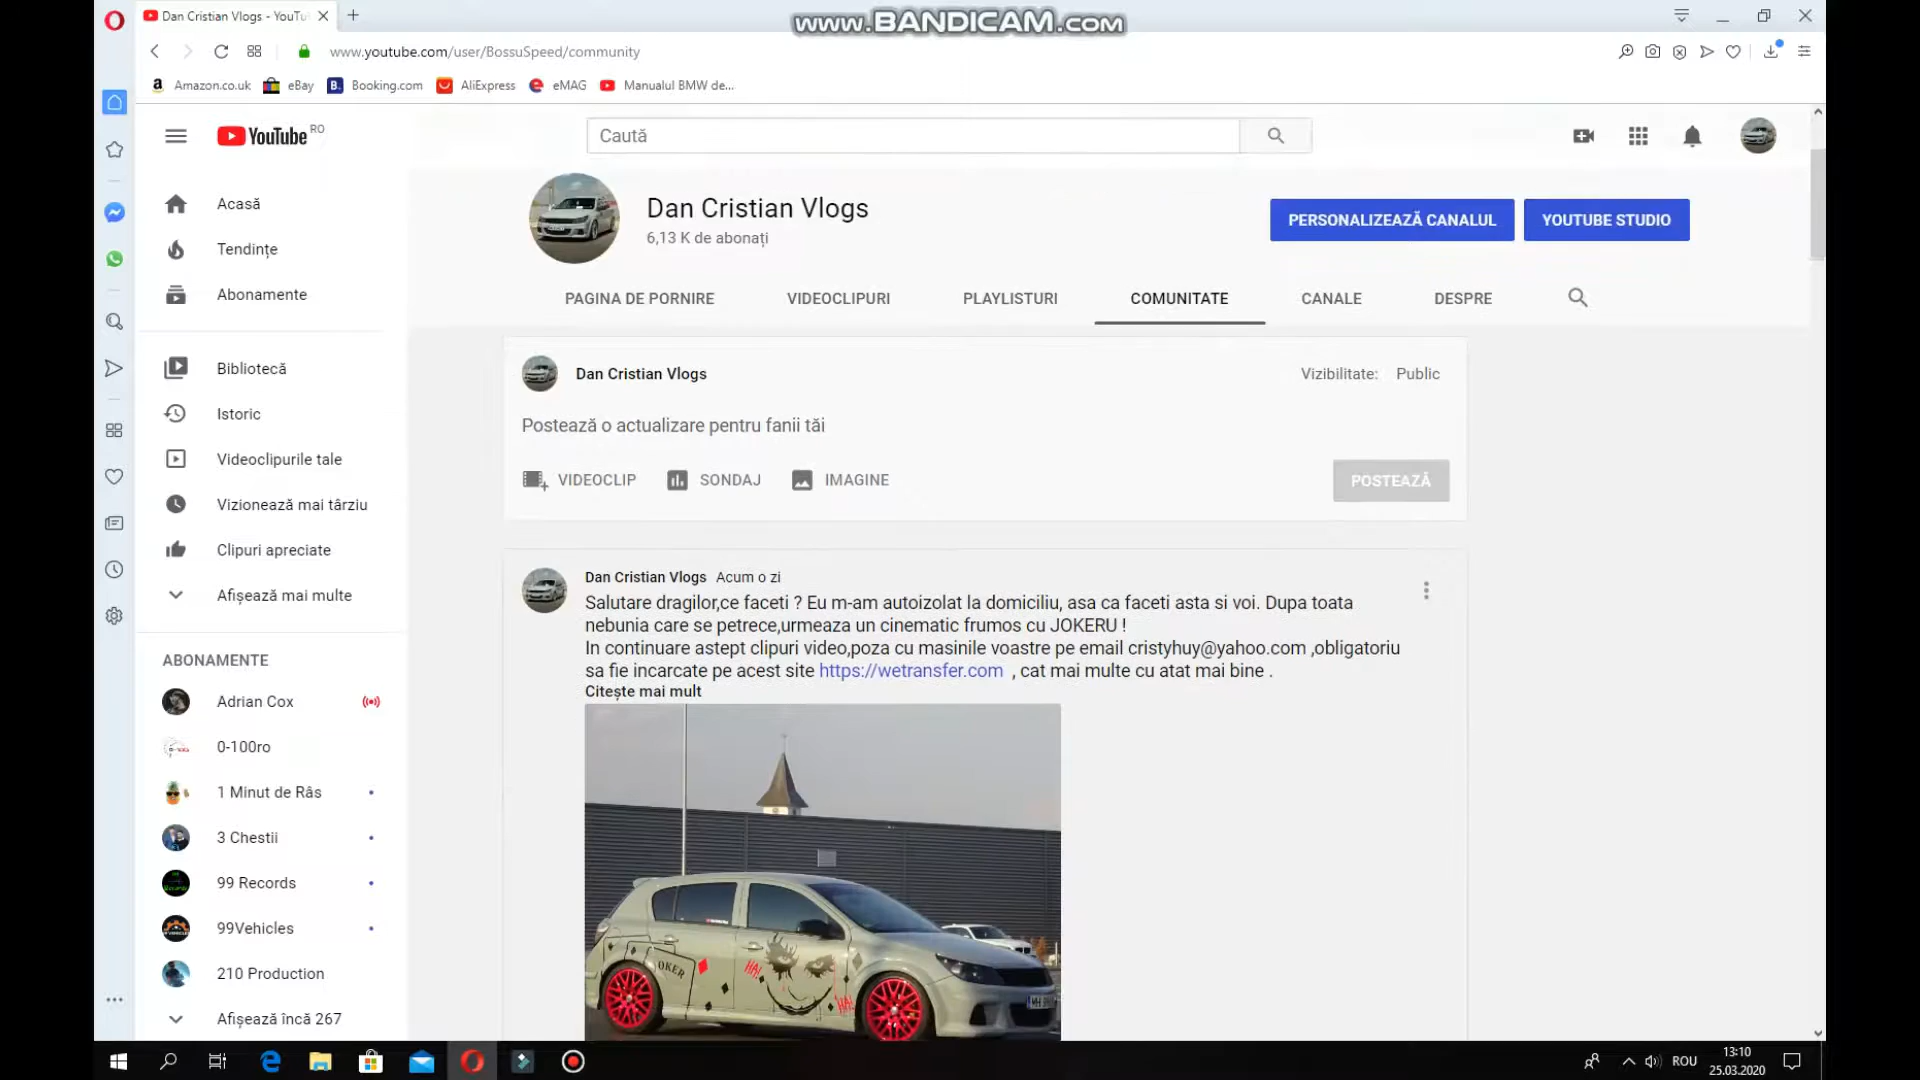 www.BANDICAM.com
Dan Cristian Vlogs - YouTu
www.youtube.com/user/BossuSpeed/community
Amazon.co.uk
eBay
B.
Booking.com
AliExpress
eMAG
Manualul BMW de...
YouTube RO
Caută
Acasă
Tendințe
Abonamente
Bibliotecă
Istoric
Videoclipurile tale
Vizionează mai târziu
Clipuri apreciate
Afișează mai multe
ABONAMENTE
Adrian Cox
0-100ro
1 Minut de Râs
3 Chestii
99 Records
99Vehicles
210 Production
Afișează încă 267
Dan Cristian Vlogs
6,13 K de abonați
PERSONALIZEAZĂ CANALUL
YOUTUBE STUDIO
PAGINA DE PORNIRE
VIDEOCLIPURI
PLAYLISTURI
COMUNITATE
CANALE
DESPRE
Dan Cristian Vlogs
Vizibilitate: Public
Postează o actualizare pentru fanii tăi
VIDEOCLIP
SONDAJ
IMAGINE
POSTEAZĂ
Dan Cristian Vlogs Acum o zi
Salutare dragilor,ce faceti ? Eu m-am autoizolat la domiciliu, asa ca faceti asta si voi. Dupa toata
nebunia care se petrece,urmeaza un cinematic frumos cu JOKERU !
In continuare astept clipuri video,poza cu masinile voastre pe email cristyhuy@yahoo.com ,obligatoriu
sa fie incarcate pe acest site https://wetransfer.com , cat mai multe cu atat mai bine .
Citește mai mult
JOKER
HA!
HA!
ROU
13:10
25.03.2020